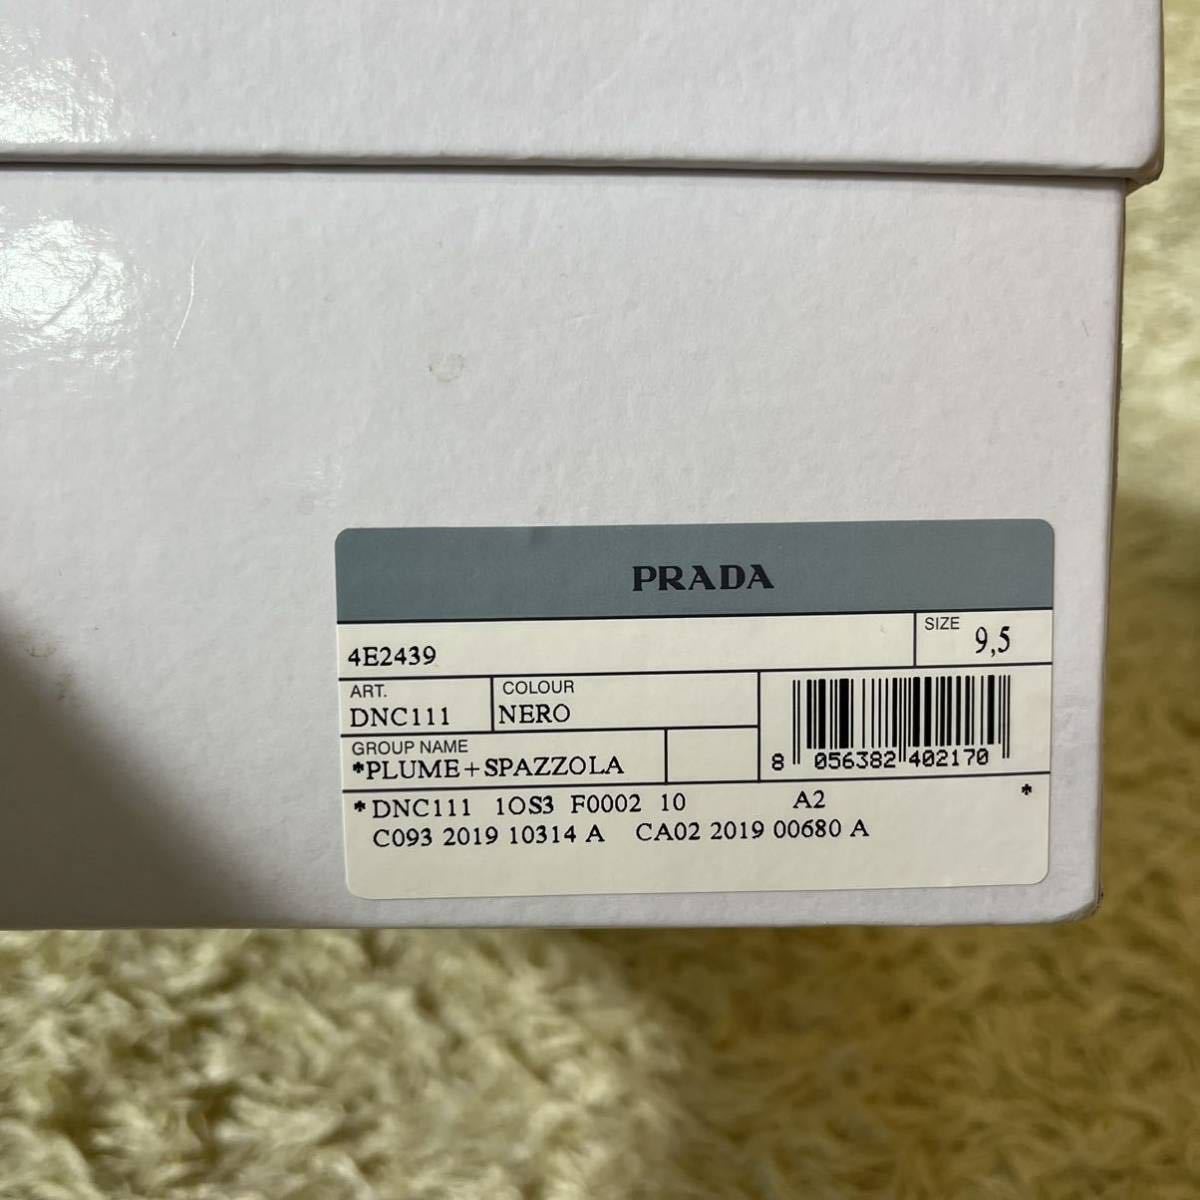 PRADA
4E2439
SIZE 9,5
ART.
DNC111
COLOUR
NERO
GROUP NAME
*PLUME+SPAZZOLA
8 056382 402170
*DNC111 1OS3 F0002 10 A2 *
C093 2019 10314 A CA02 2019 00680 A